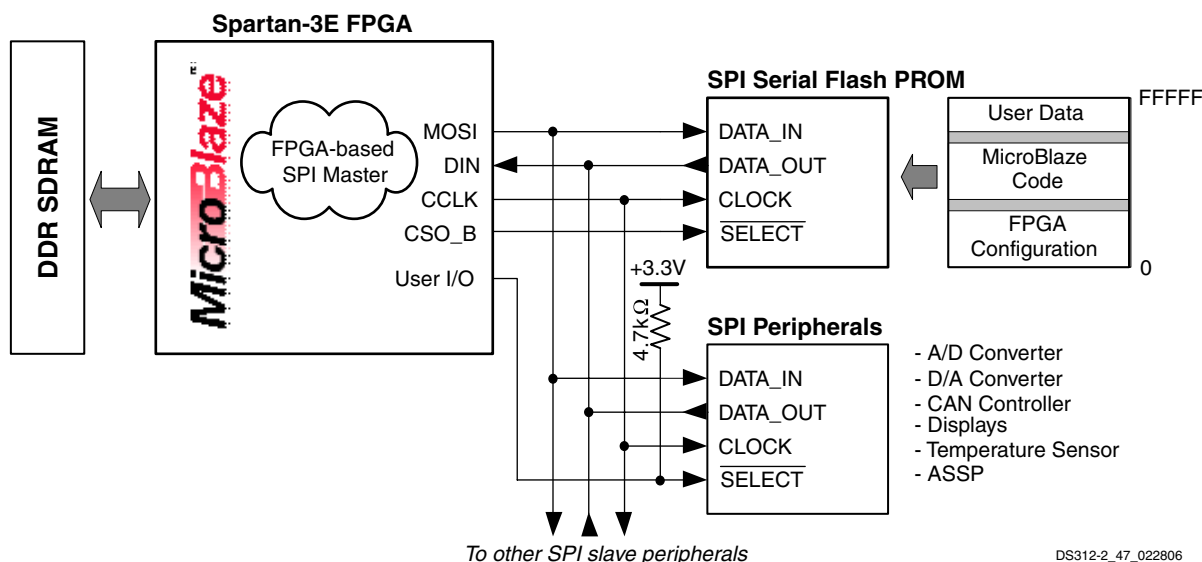 Spartan-3E FPGA
DDR SDRAM
MicroBlaze
FPGA-based
SPI Master
MOSI
DIN
CCLK
CSO_B
User I/O
SPI Serial Flash PROM
DATA_IN
DATA_OUT
CLOCK
SELECT
User Data
MicroBlaze
Code
FPGA
Configuration
FFFFF
0
+3.3V
4.7kΩ
SPI Peripherals
DATA_IN
DATA_OUT
CLOCK
SELECT
- A/D Converter
- D/A Converter
- CAN Controller
- Displays
- Temperature Sensor
- ASSP
To other SPI slave peripherals
DS312-2_47_022806